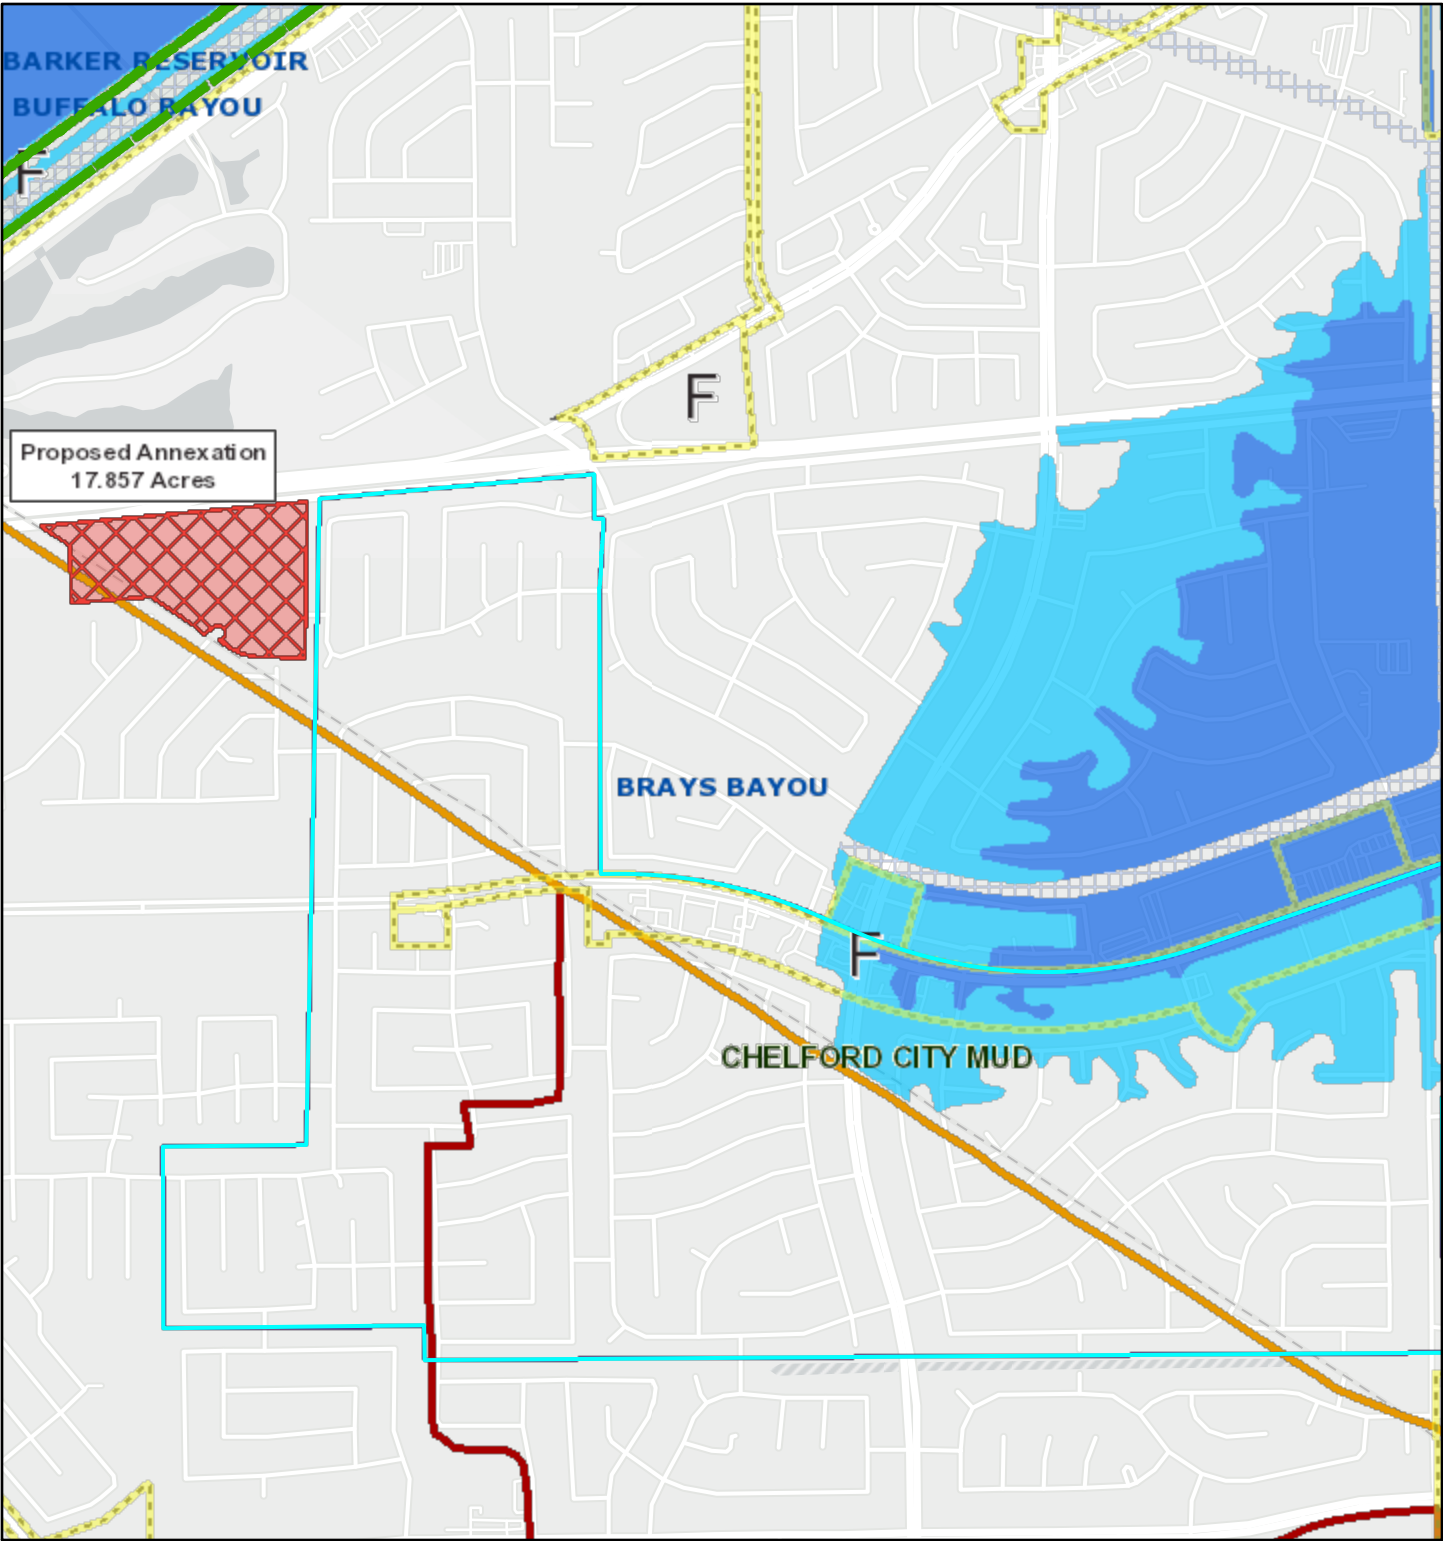 BARKER RESERVOIR
BUFFALO BAYOU
F
F
Proposed Annexation
17.857 Acres
BRAYS BAYOU
F
CHELFORD CITY MUD